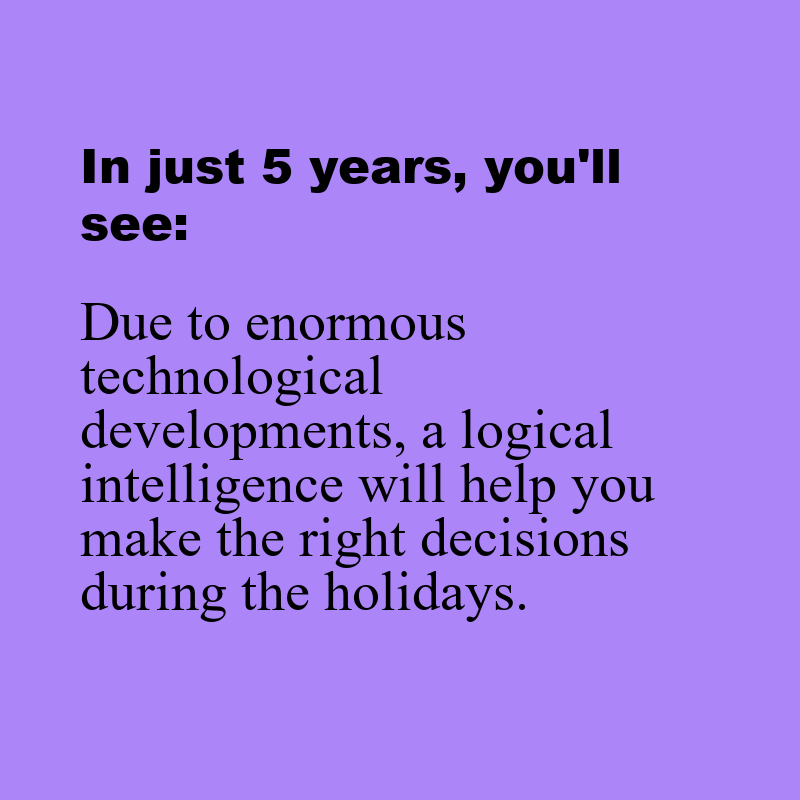 In just 5 years, you'll
see:
Due to enormous
technological
developments, a logical
intelligence will help you
make the right decisions
during the holidays.